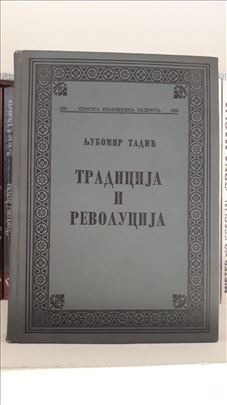 СРПСКА КЊИЖЕВНА ЗАДРУГА
ЉУБОМИР ТАДИЋ
ТРАДИЦИЈА
И
РЕВОЛУЦИЈА